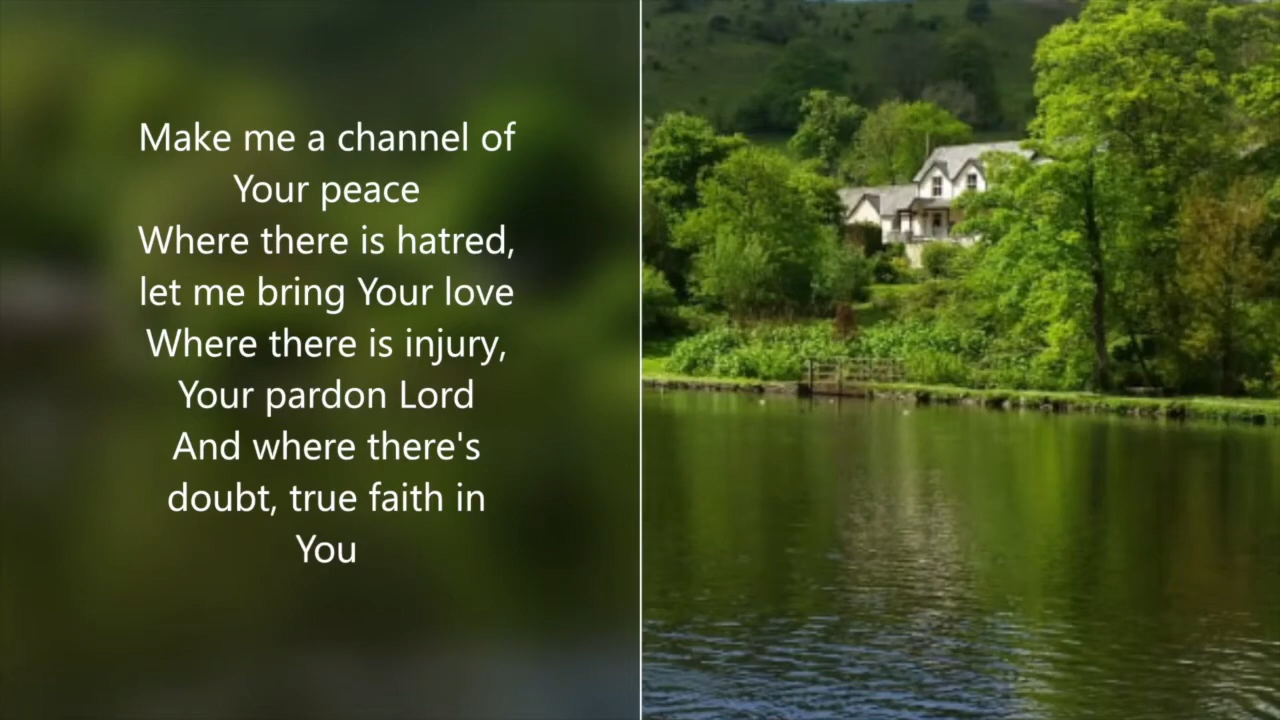 Make me a channel of
Your peace
Where there is hatred,
let me bring Your love
Where there is injury,
Your pardon Lord
And where there's
doubt, true faith in
You